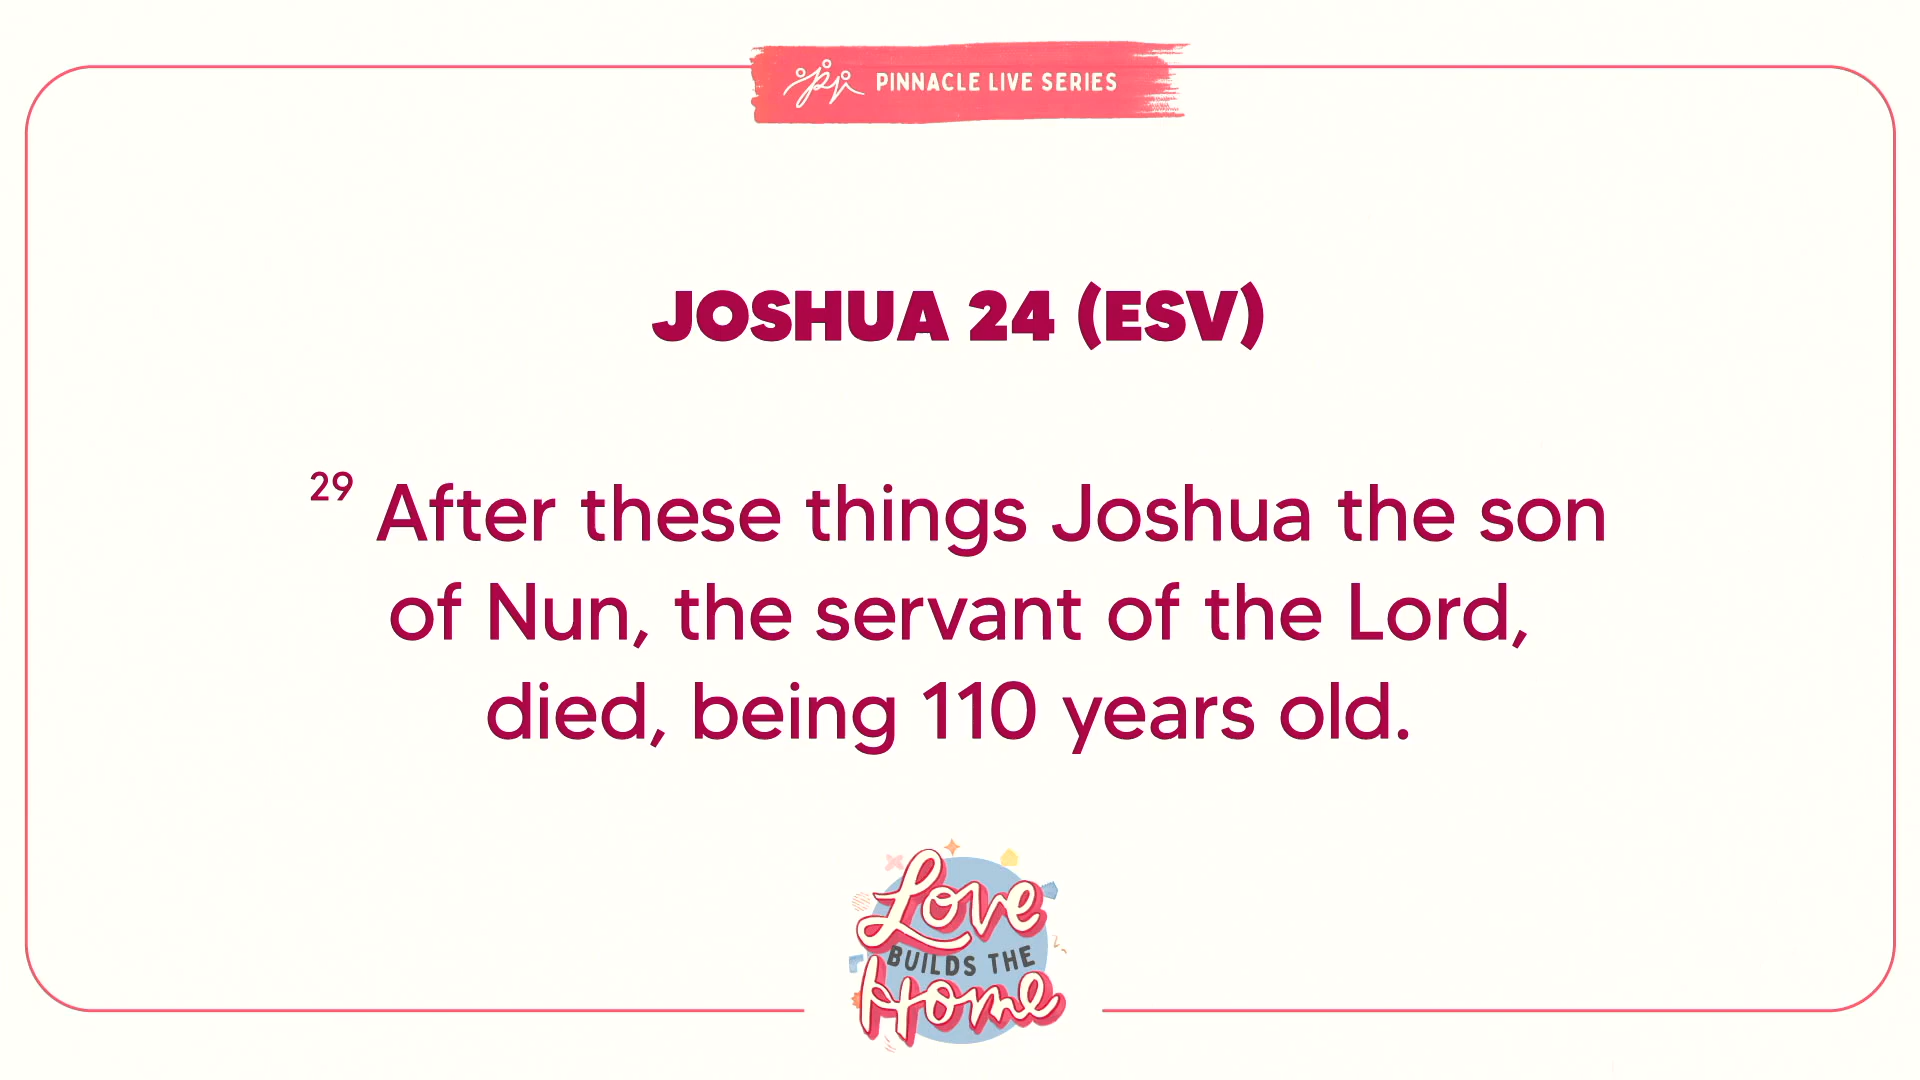 PINNACLE LIVE SERIES
JOSHUA 24 (ESV)
29 After these things Joshua the son
of Nun, the servant of the Lord,
died, being 110 years old.
Love
BUILDS THE
Home